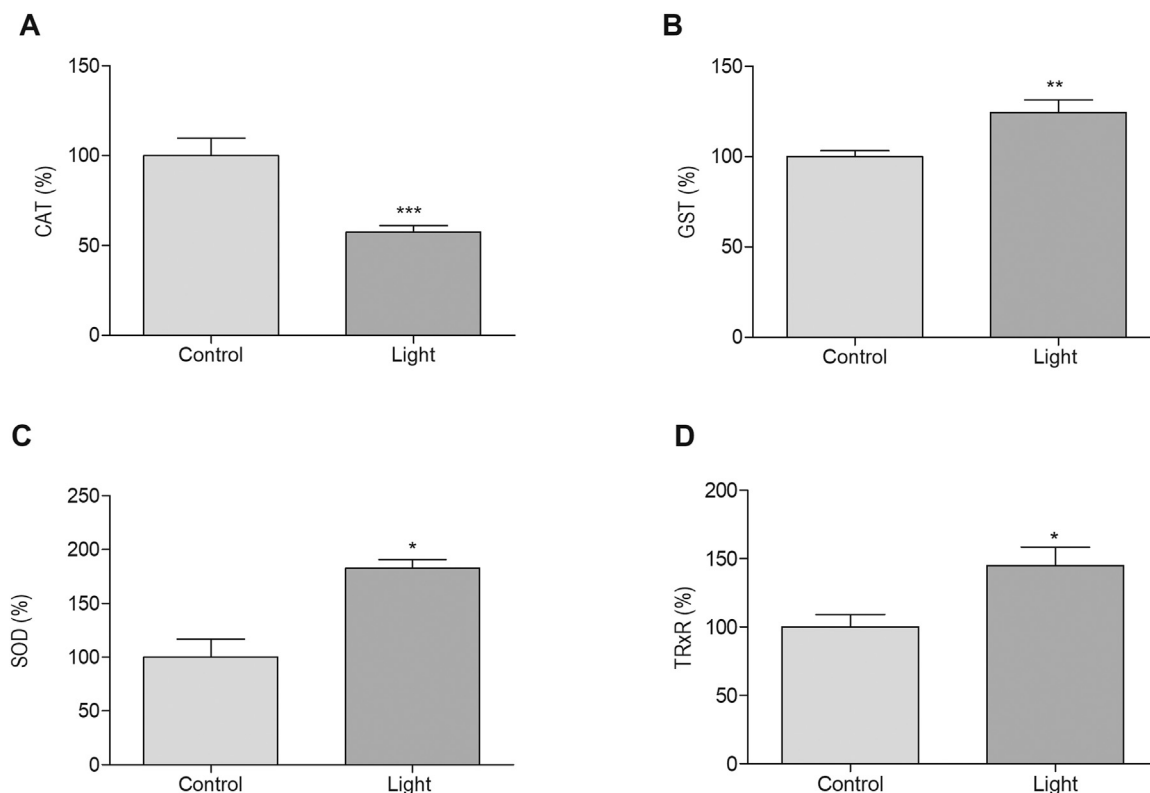 A
CAT (%)
150
100
50
0
***
Control
Light
B
GST (%)
150
100
50
0
**
Control
Light
C
SOD (%)
250
200
150
100
50
0
*
Control
Light
D
TRxR (%)
200
150
100
50
0
*
Control
Light